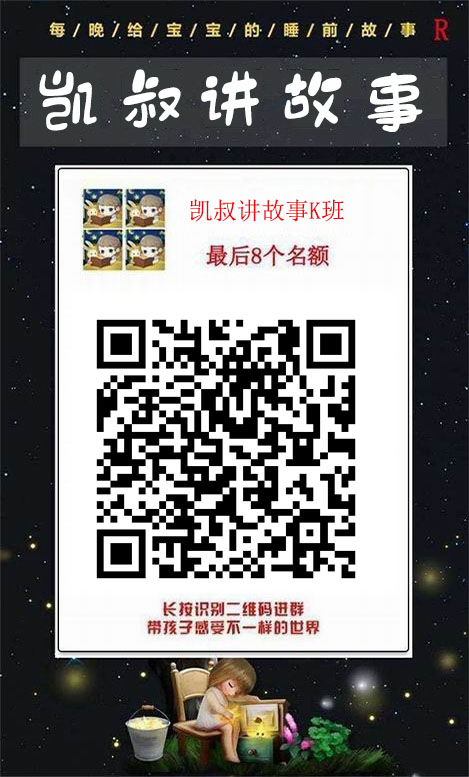 每/晚/给/宝/宝/的/睡/前/故/事 R
凯叔讲故事
凯叔讲故事K班
最后8个名额
长按识别二维码进群
带孩子感受不一样的世界